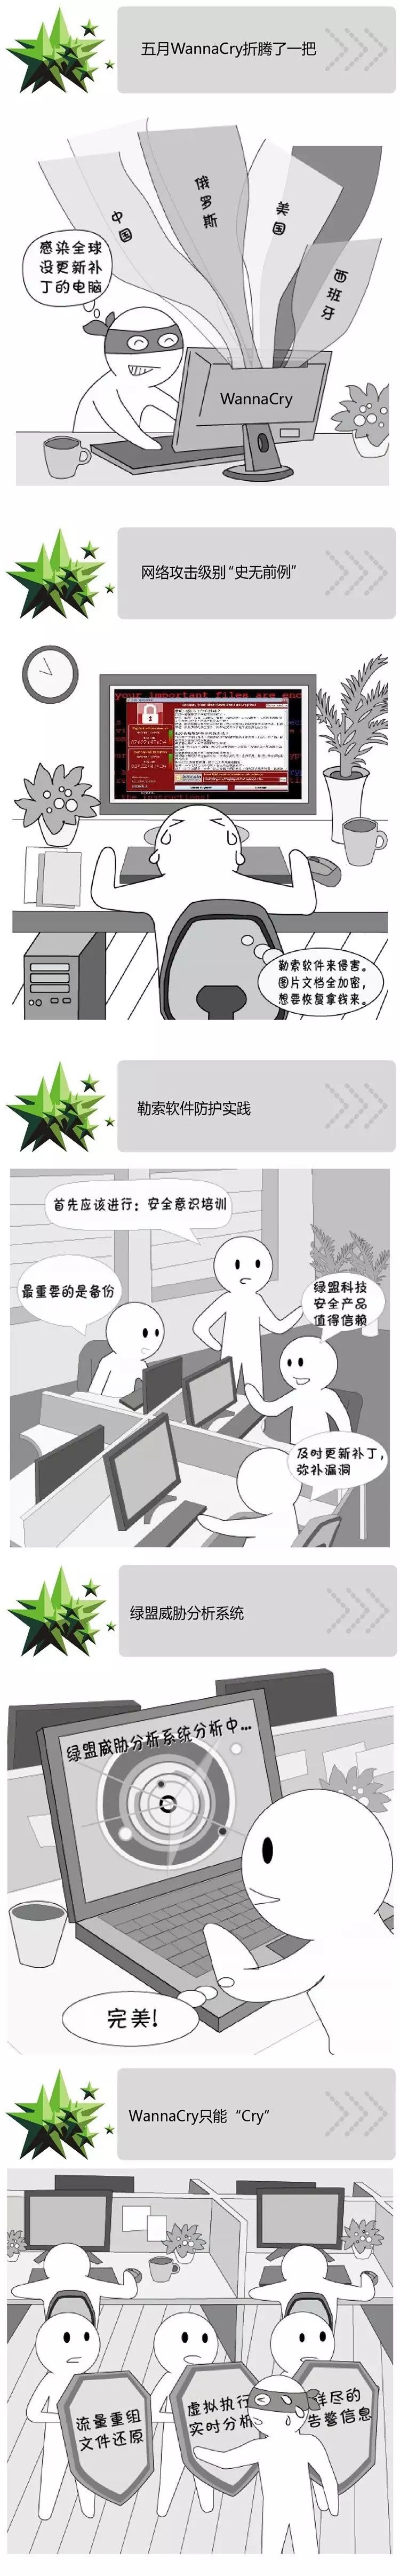 五月WannaCry折腾了一把
中国
俄罗斯
美国
西班牙
感染全球
没更新补
丁的电脑
WannaCry
网络攻击级别“史无前例”
your important files are enc
勒索软件来侵害。
图片文档全加密，
想要恢复拿钱来。
勒索软件防护实践
首先应该进行：安全意识培训
最重要的是备份
绿盟科技
安全产品
值得信赖
及时更新补丁，
弥补漏洞
绿盟威胁分析系统
绿盟威胁分析系统分析中...
完美!
WannaCry只能“Cry”
流量重组
文件还原
虚拟执行
实时分析
详尽的
告警信息